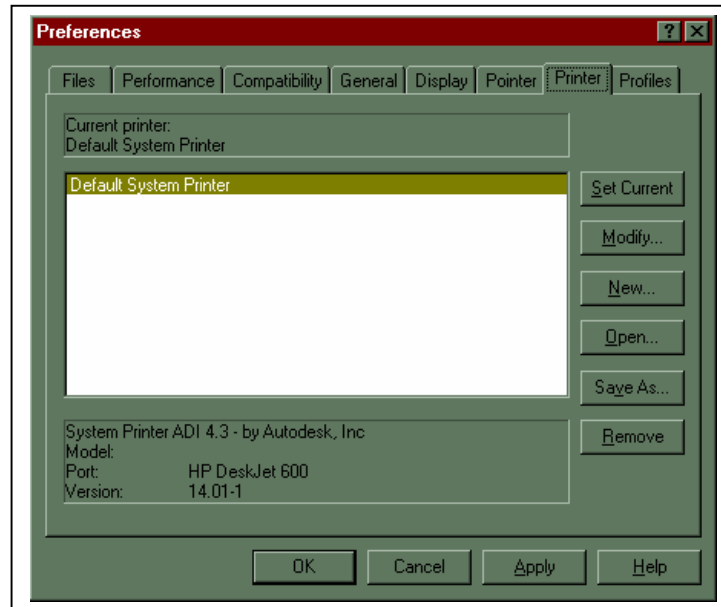 Preferences
Files Performance Compatibility General Display Pointer Printer Profiles
Current printer:
Default System Printer
Default System Printer
Set Current
Modify...
New...
Open...
Save As...
Remove
System Printer ADI 4.3 - by Autodesk, Inc
Model:
Port: HP DeskJet 600
Version: 14.01-1
OK Cancel Apply Help